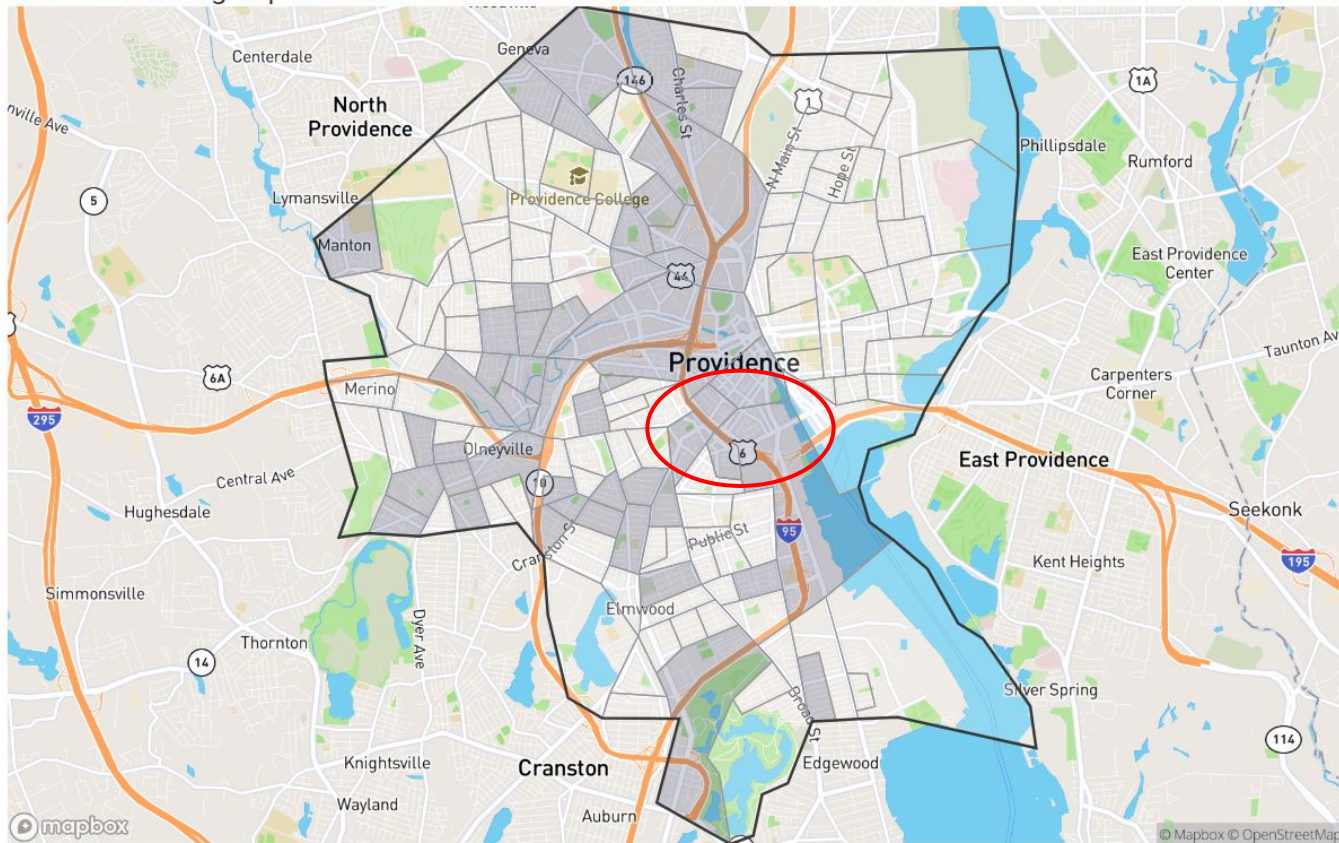 Geneva
Centerdale
146
Charles St
1A
North
Providence
1
N Main St
Hope St
Phillipsdale
Rumford
5
Lymansville
Providence College
Manton
East Providence
Center
44
Providence
Taunton Av
6A
Merino
Carpenters
Corner
295
Olneyville
6
East Providence
Central Ave
10
Seekonk
Hughesdale
Cranston St
Public St
95
Kent Heights
195
Simmonsville
Elmwood
Dyer Ave
Thornton
14
Silver Spring
Broad St
114
Knightsville
Cranston
Edgewood
Wayland
Auburn
mapbox
© Mapbox © OpenStreetMap